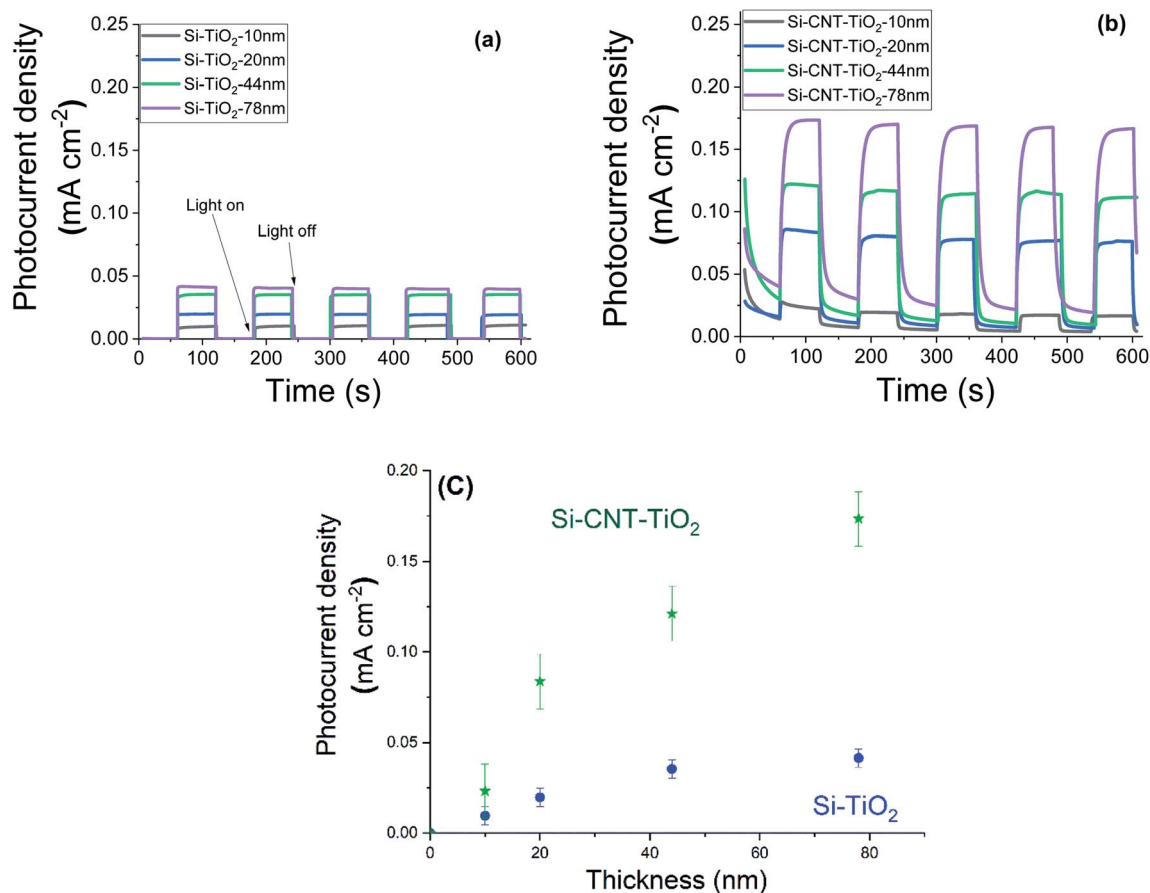 (a)
Si-TiO₂-10nm
Si-TiO₂-20nm
Si-TiO₂-44nm
Si-TiO₂-78nm
Light on
Light off
0.25
0.20
0.15
0.10
0.05
0.00
0 100 200 300 400 500 600
Photocurrent density
(mA cm⁻²)
Time (s)
(b)
Si-CNT-TiO₂-10nm
Si-CNT-TiO₂-20nm
Si-CNT-TiO₂-44nm
Si-CNT-TiO₂-78nm
0.25
0.20
0.15
0.10
0.05
0.00
0 100 200 300 400 500 600
Photocurrent density
(mA cm⁻²)
Time (s)
(C)
Si-CNT-TiO₂
Si-TiO₂
0.20
0.15
0.10
0.05
0.00
0 20 40 60 80
Photocurrent density
(mA cm⁻²)
Thickness (nm)